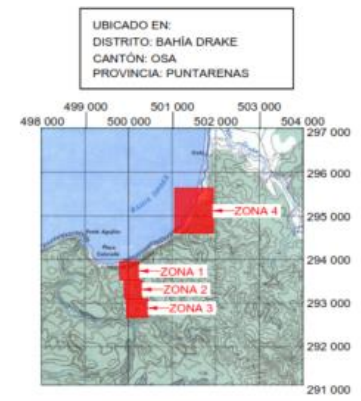 UBICADO EN:
DISTRITO: BAHÍA DRAKE
CANTÓN: OSA
PROVINCIA: PUNTARENAS
499 000 501 000 503 000
498 000 500 000 502 000 504 000
297 000
296 000
295 000
ZONA 4
294 000
ZONA 1
ZONA 2
293 000
ZONA 3
292 000
291 000